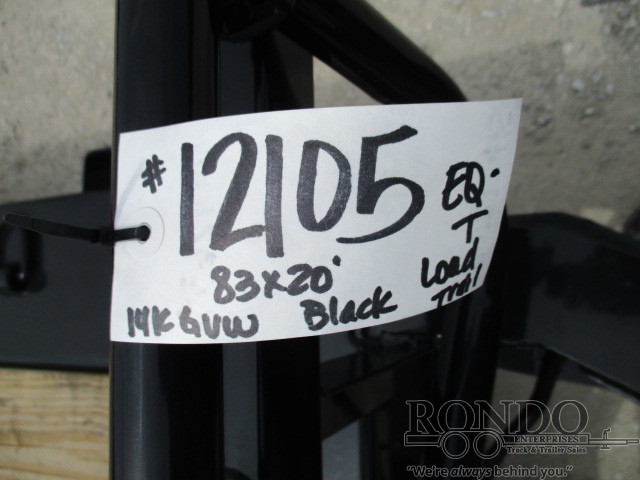 #12105
EQ.
T
83x20'
14K GVW
Black
Load
Trail
RONDO
ENTERPRISES
Truck & Trailer Sales
"We're always behind you."